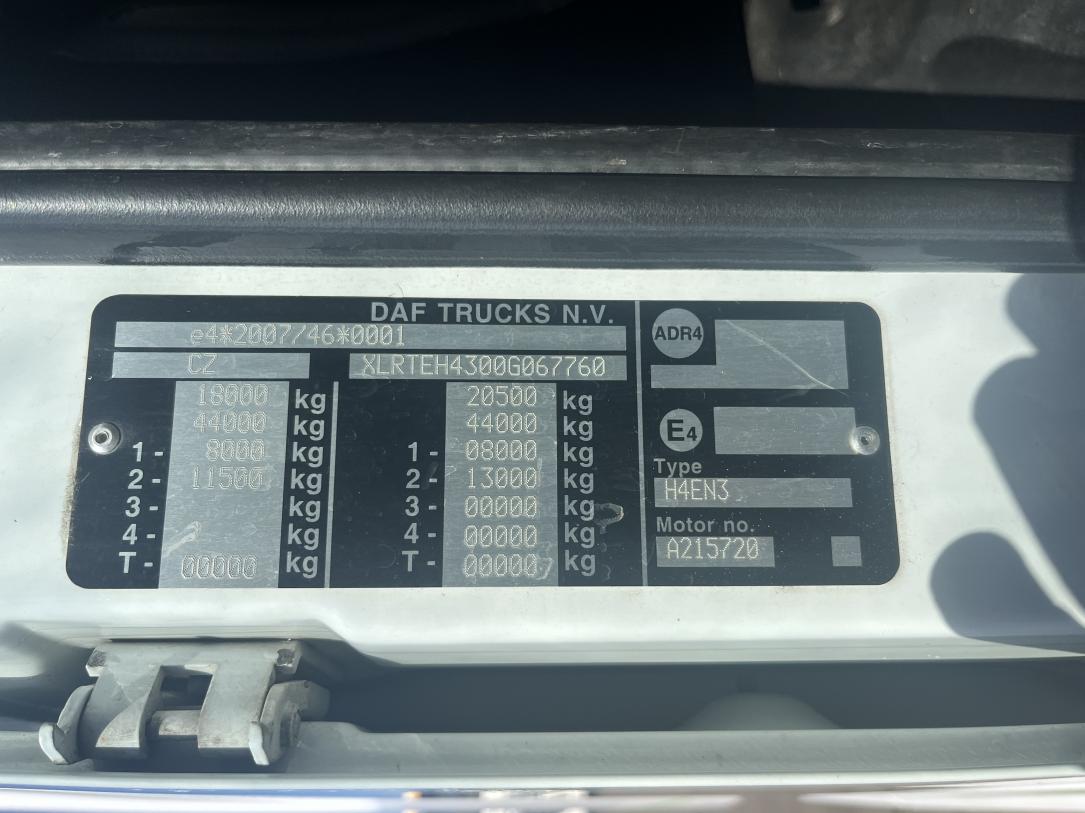 DAF TRUCKS N.V.
e4*2007/46*0001
CZ XLRTEH4300G067760
18000 kg 20500 kg
44000 kg 44000 kg
1- 8000 kg 1- 08000 kg
2- 11500 kg 2- 13000 kg
3- kg 3- 00000 kg
4- kg 4- 00000 kg
T- 00000 kg T- 00000 kg
ADR4
E4
Type
H4EN3
Motor no.
A215720